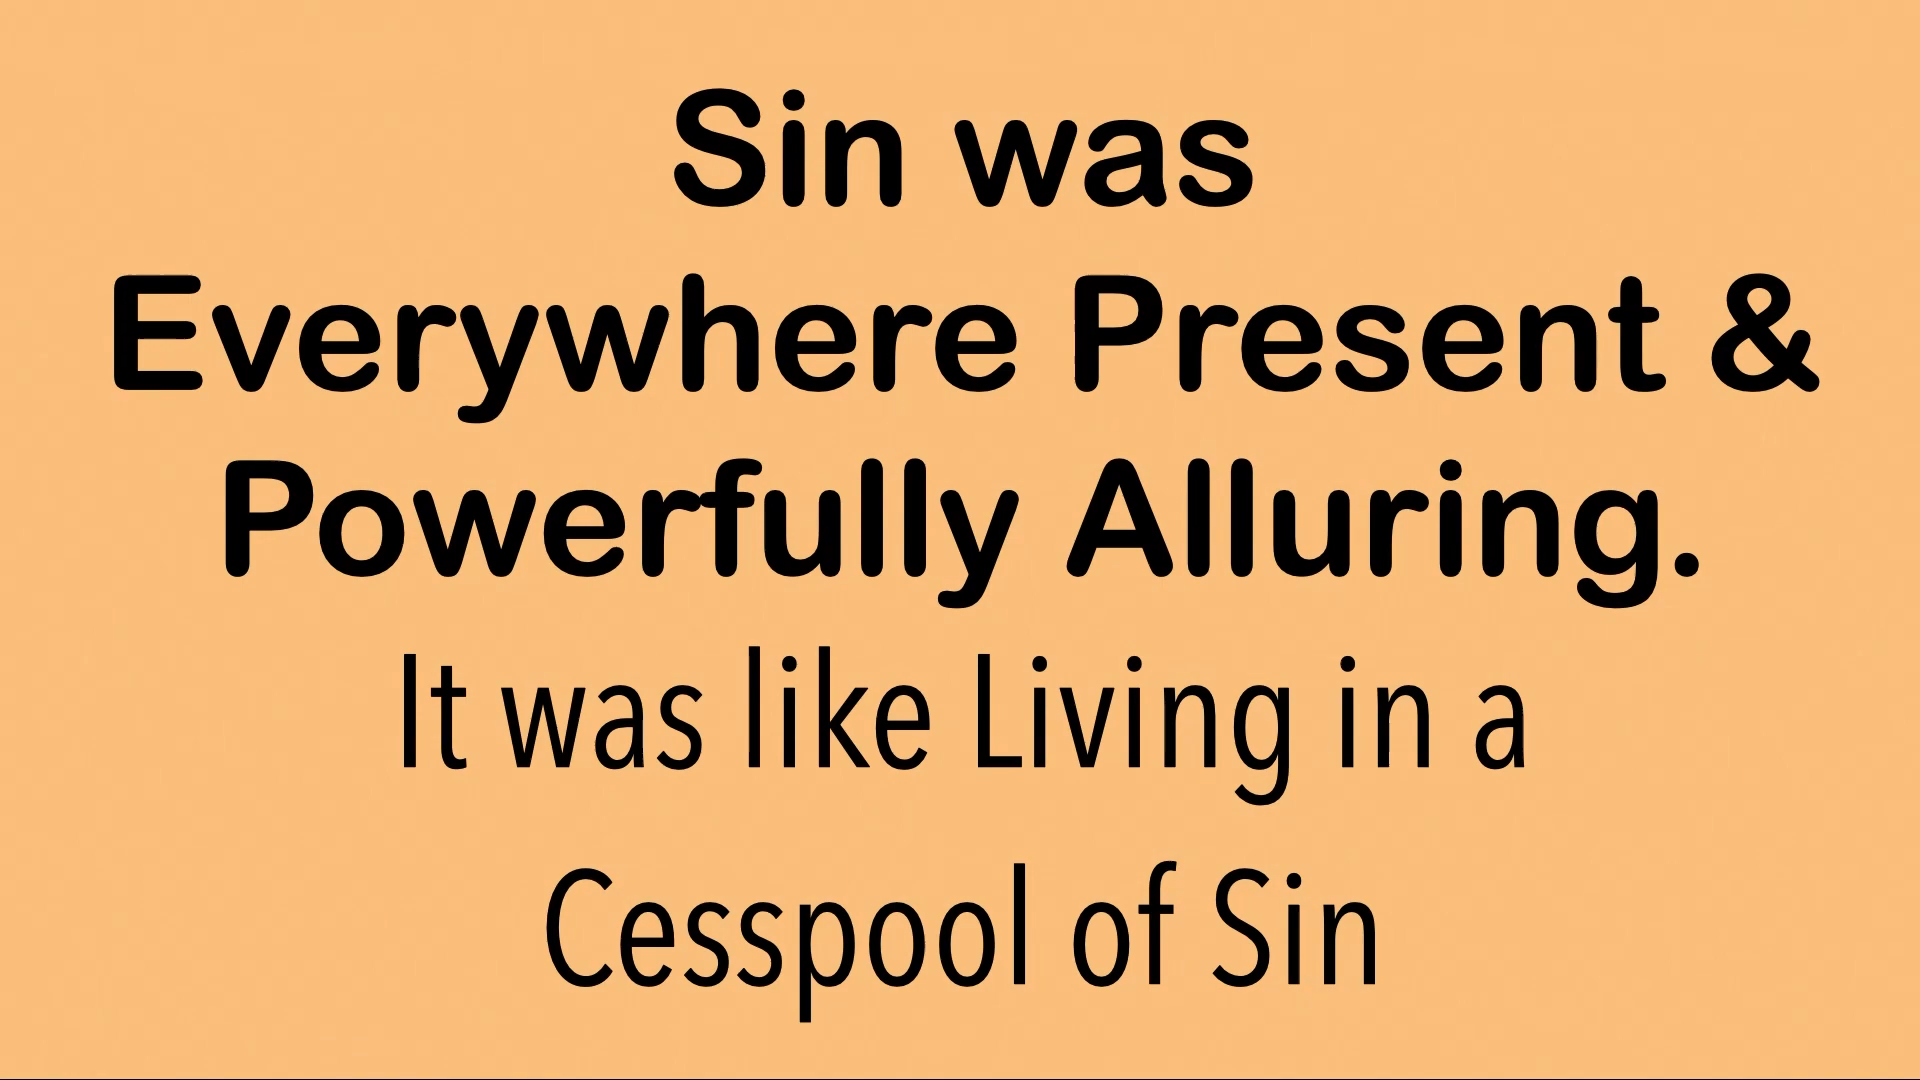 Sin was
Everywhere Present &
Powerfully Alluring.
It was like Living in a
Cesspool of Sin